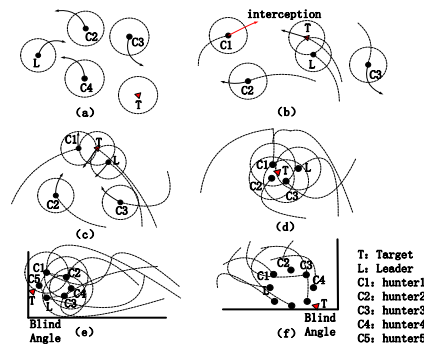 C2
C3
L
C4
T
(a)
interception
C1
T
L
C3
C2
(b)
C1
T
L
C2
C3
(c)
C1
T
L
C2
C3
(d)
C1
C2
C5
C4
T
L
C3
Blind
Angle
(e)
C2
C3
C1
C4
L
T
Blind
Angle
(f)
T: Target
L: Leader
C1: hunter1
C2: hunter2
C3: hunter3
C4: hunter4
C5: hunter5